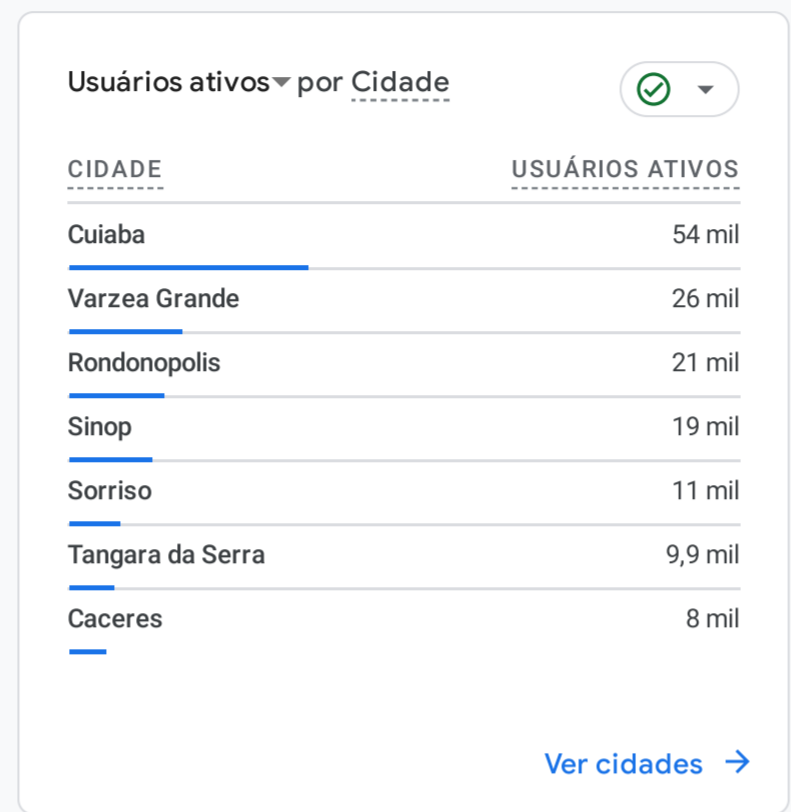 Usuários ativos por Cidade
CIDADE USUÁRIOS ATIVOS
Cuiaba 54 mil
Varzea Grande 26 mil
Rondonopolis 21 mil
Sinop 19 mil
Sorriso 11 mil
Tangara da Serra 9,9 mil
Caceres 8 mil
Ver cidades